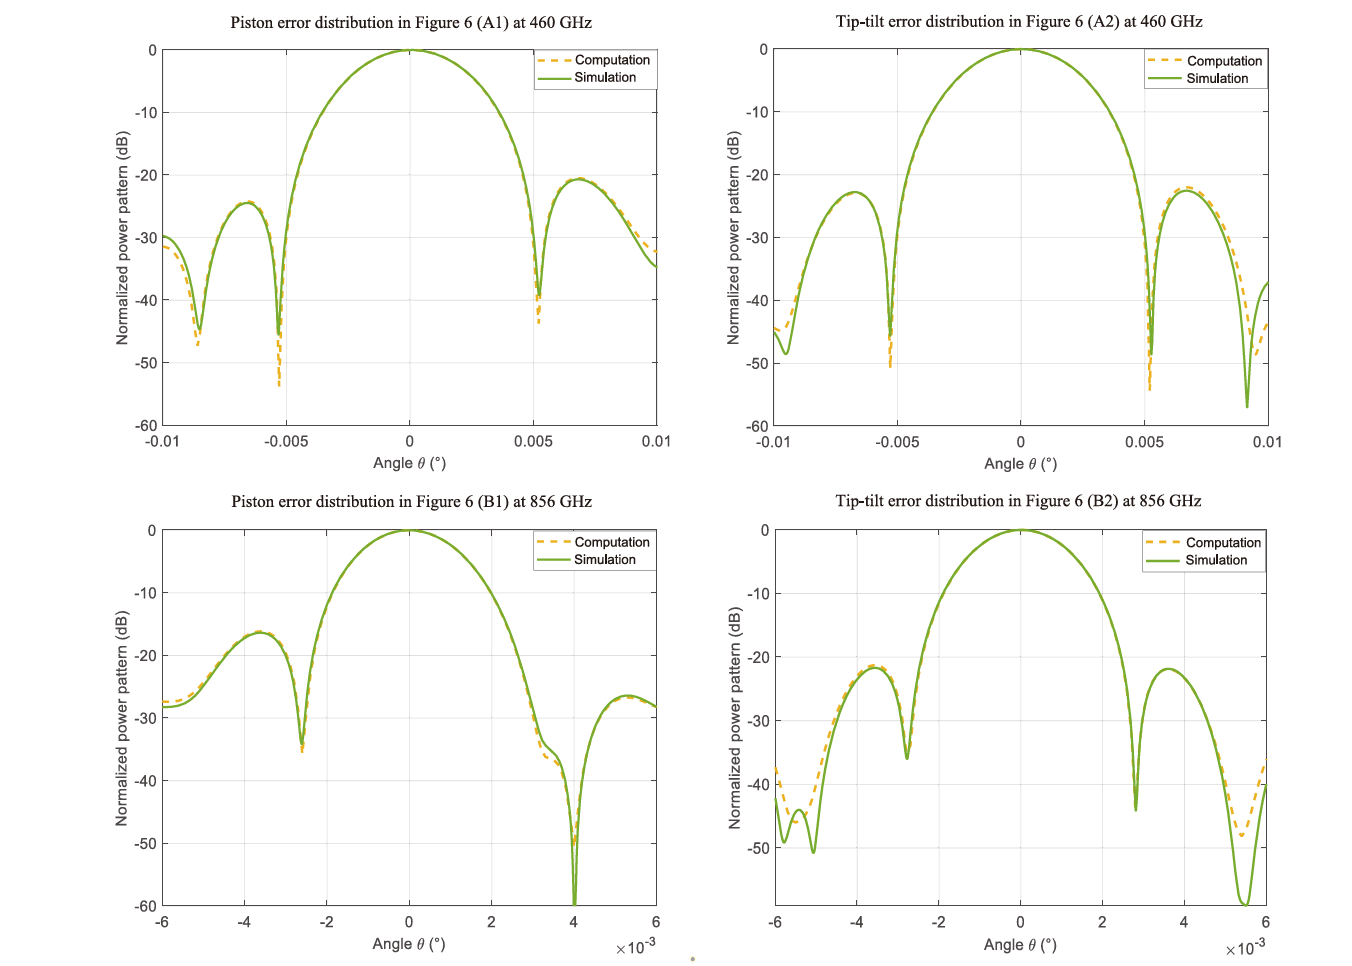 Piston error distribution in Figure 6 (A1) at 460 GHz
0
-10
-20
-30
-40
-50
-60
Normalized power pattern (dB)
Computation
Simulation
-0.01
-0.005
0
0.005
0.01
Angle θ (°)
Tip-tilt error distribution in Figure 6 (A2) at 460 GHz
0
-10
-20
-30
-40
-50
-60
Normalized power pattern (dB)
Computation
Simulation
-0.01
-0.005
0
0.005
0.01
Angle θ (°)
Piston error distribution in Figure 6 (B1) at 856 GHz
0
-10
-20
-30
-40
-50
-60
Normalized power pattern (dB)
Computation
Simulation
-6
-4
-2
0
2
4
6
Angle θ (°)
×10⁻³
Tip-tilt error distribution in Figure 6 (B2) at 856 GHz
0
-10
-20
-30
-40
-50
Normalized power pattern (dB)
Computation
Simulation
-6
-4
-2
0
2
4
6
Angle θ (°)
×10⁻³